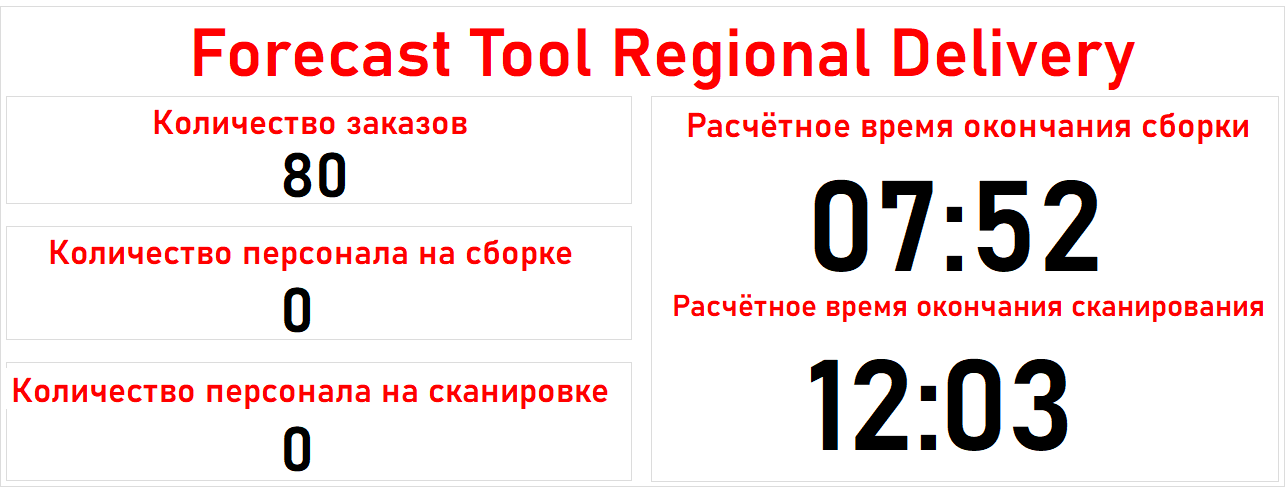 Forecast Tool Regional Delivery
Количество заказов
80
Количество персонала на сборке
0
Количество персонала на сканировке
0
Расчётное время окончания сборки
07:52
Расчётное время окончания сканирования
12:03